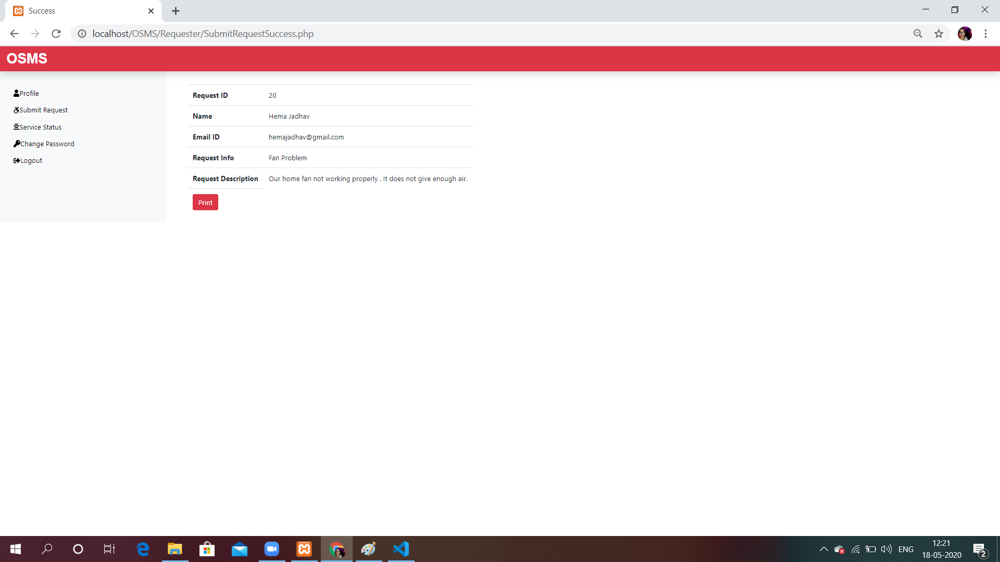 Success
localhost/OSMS/Requester/SubmitRequestSuccess.php
OSMS
Profile
Submit Request
Service Status
Change Password
Logout
Request ID 20
Name Hema Jadhav
Email ID hemajadhav@gmail.com
Request Info Fan Problem
Request Description Our home fan not working properly . It does not give enough air.
Print
ENG
12:21
18-05-2020
2